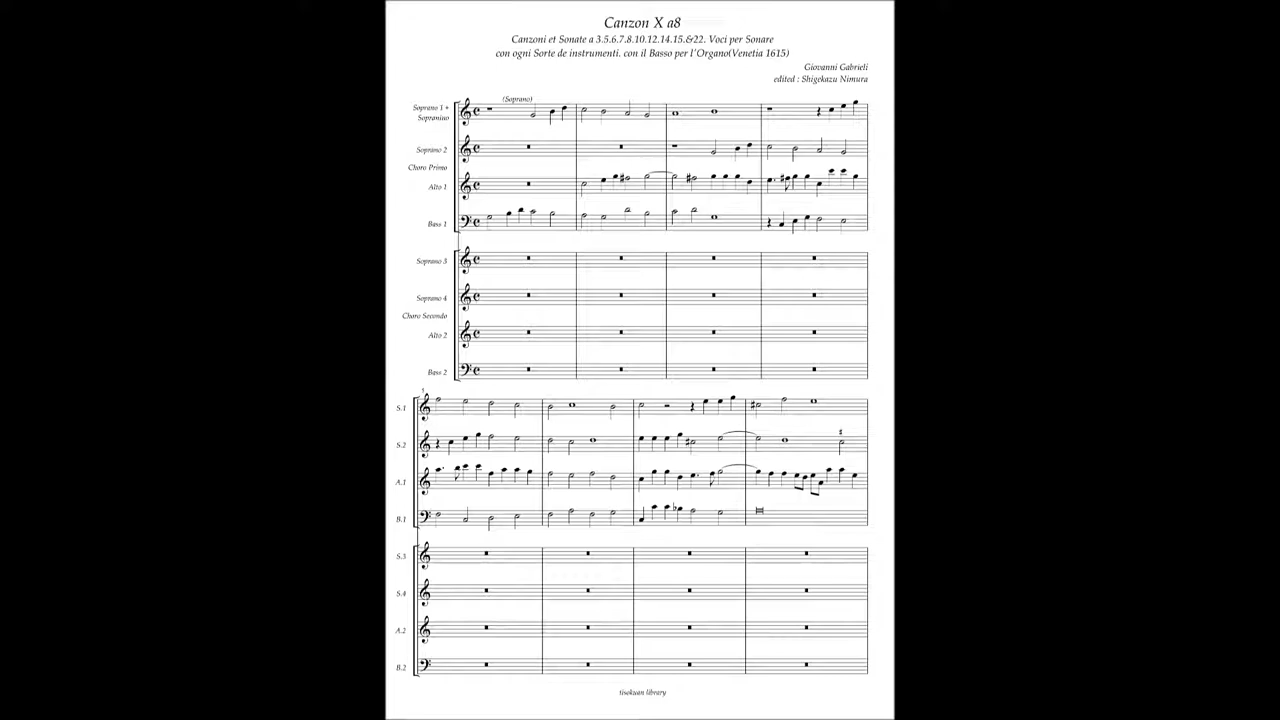 Canzon X a8
Canzoni et Sonate a 3.5.6.7.8.10.12.14.15.&22. Voci per Sonare
con ogni Sorte de instrumenti. con il Basso per l'Organo(Venetia 1615)
Giovanni Gabrieli
edited : Shigekazu Nimura
(Soprano)
Soprano 1 +
Sopranino
Soprano 2
Choro Primo
Alto 1
Bass 1
Soprano 3
Soprano 4
Choro Secondo
Alto 2
Bass 2
S.1
S.2
A.1
B.1
S.3
S.4
A.2
B.2
tisokuan library